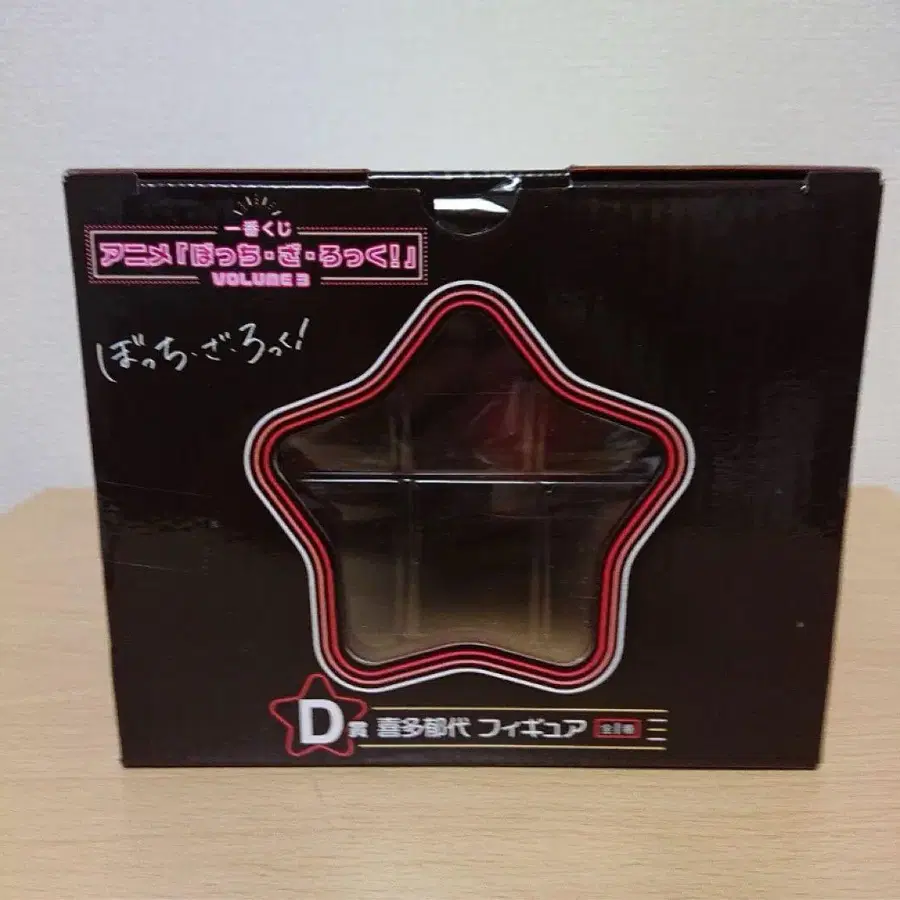 一番くじ
アニメ「ぼっち・ざ・ろっく!」
VOLUME 3
ぼっち・ざ・ろっく!
D賞 喜多郁代 フィギュア 全1種